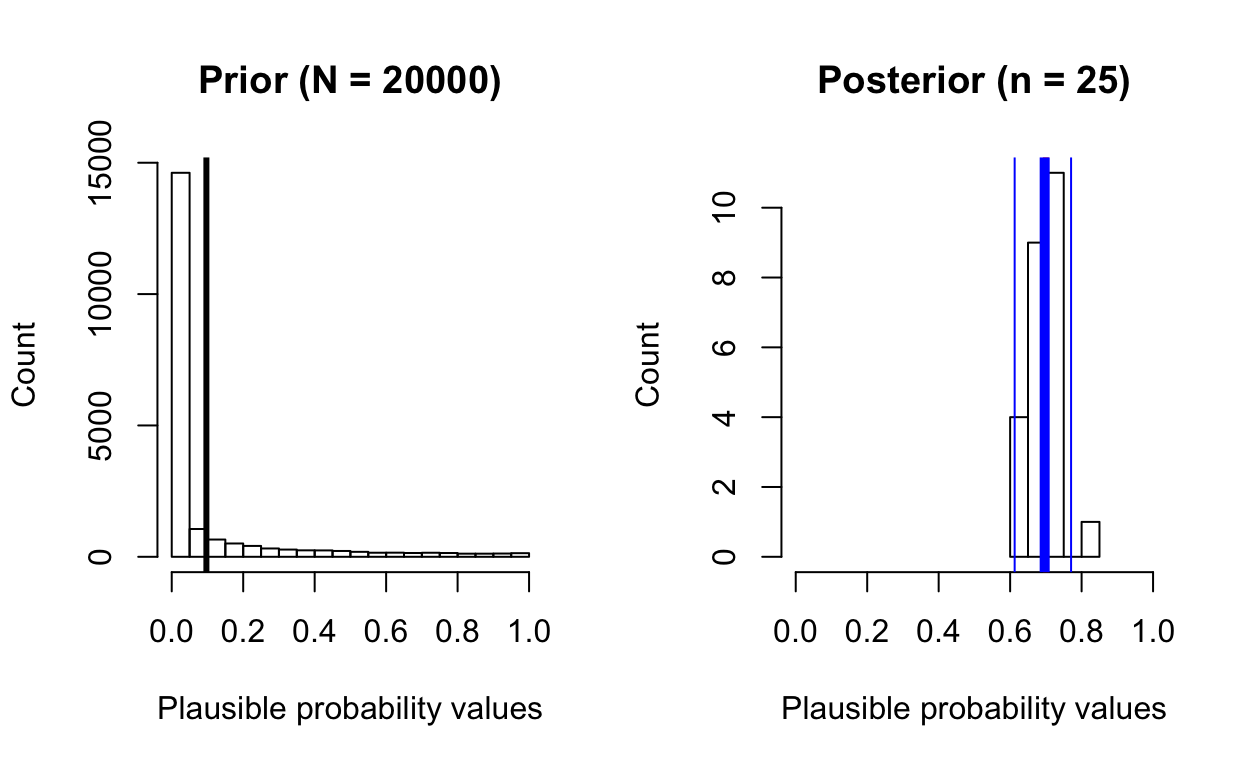 Prior (N = 20000)
Count
15000
10000
5000
0
0.0 0.2 0.4 0.6 0.8 1.0
Plausible probability values
Posterior (n = 25)
Count
10
8
6
4
2
0
0.0 0.2 0.4 0.6 0.8 1.0
Plausible probability values